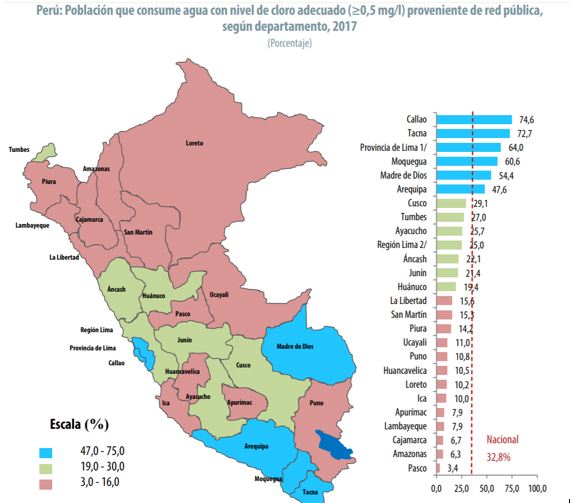 Perú: Población que consume agua con nivel de cloro adecuado (≥0,5 mg/l) proveniente de red pública,
según departamento, 2017
(Porcentaje)
Tumbes
Piura
Lambayeque
Amazonas
Cajamarca
La Libertad
Loreto
San Martín
Áncash
Huánuco
Ucayali
Pasco
Región Lima
Provincia de Lima
Callao
Junín
Huancavelica
Ica
Ayacucho
Apurímac
Cusco
Madre de Dios
Puno
Arequipa
Moquegua
Tacna
Escala (%)
47,0 - 75,0
19,0 - 30,0
3,0 - 16,0
Callao 74,6
Tacna 72,7
Provincia de Lima 1/ 64,0
Moquegua 60,6
Madre de Dios 54,4
Arequipa 47,6
Cusco 29,1
Tumbes 27,0
Ayacucho 25,7
Región Lima 2/ 25,0
Áncash 22,1
Junín 21,4
Huánuco 19,4
La Libertad 15,6
San Martín 15,3
Piura 14,2
Ucayali 11,0
Puno 10,8
Huancavelica 10,5
Loreto 10,2
Ica 10,0
Apurímac 7,9
Lambayeque 7,9
Cajamarca 6,7
Amazonas 6,3
Pasco 3,4
Nacional
32,8%
0,0 25,0 50,0 75,0 100,0